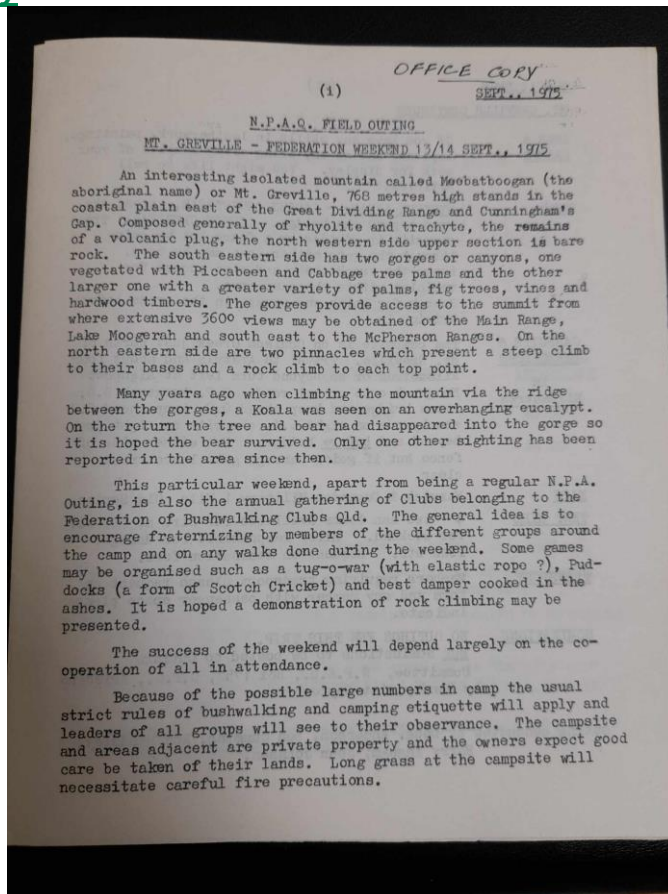 OFFICE COPY
(1)
SEPT., 1975
N.P.A.Q. FIELD OUTING
MT. GREVILLE - FEDERATION WEEKEND 13/14 SEPT., 1975
An interesting isolated mountain called Meebatboogan (the
aboriginal name) or Mt. Greville, 768 metres high stands in the
coastal plain east of the Great Dividing Range and Cunningham's
Gap. Composed generally of rhyolite and trachyte, the remains
of a volcanic plug, the north western side upper section is bare
rock. The south eastern side has two gorges or canyons, one
vegetated with Piccabeen and Cabbage tree palms and the other
larger one with a greater variety of palms, fig trees, vines and
hardwood timbers. The gorges provide access to the summit from
where extensive 360o views may be obtained of the Main Range,
Lake Moogerah and south east to the McPherson Ranges. On the
north eastern side are two pinnacles which present a steep climb
to their bases and a rock climb to each top point.
Many years ago when climbing the mountain via the ridge
between the gorges, a Koala was seen on an overhanging eucalypt.
On the return the tree and bear had disappeared into the gorge so
it is hoped the bear survived. Only one other sighting has been
reported in the area since then.
This particular weekend, apart from being a regular N.P.A.
Outing, is also the annual gathering of Clubs belonging to the
Federation of Bushwalking Clubs Qld. The general idea is to
encourage fraternizing by members of the different groups around
the camp and on any walks done during the weekend. Some games
may be organised such as a tug-o-war (with elastic rope ?), Pud-
docks (a form of Scotch Cricket) and best damper cooked in the
ashes. It is hoped a demonstration of rock climbing may be
presented.
The success of the weekend will depend largely on the co-
operation of all in attendance.
Because of the possible large numbers in camp the usual
strict rules of bushwalking and camping etiquette will apply and
leaders of all groups will see to their observance. The campsite
and areas adjacent are private property and the owners expect good
care be taken of their lands. Long grass at the campsite will
necessitate careful fire precautions.